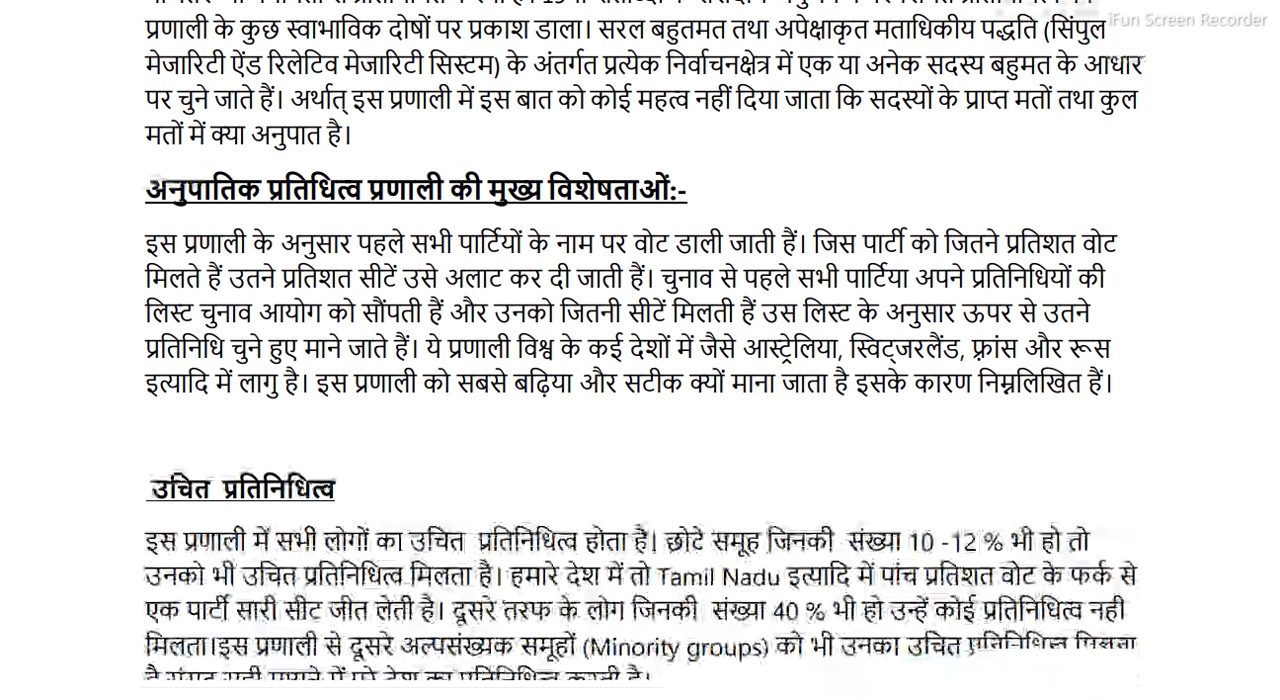 iFun Screen Recorder
प्रणाली के कुछ स्वाभाविक दोषों पर प्रकाश डाला। सरल बहुतमत तथा अपेक्षाकृत मताधिकीय पद्धति (सिंपुल
मेजारिटी ऐंड रिलेटिव मेजारिटी सिस्टम) के अंतर्गत प्रत्येक निर्वाचनक्षेत्र में एक या अनेक सदस्य बहुमत के आधार
पर चुने जाते हैं। अर्थात् इस प्रणाली में इस बात को कोई महत्व नहीं दिया जाता कि सदस्यों के प्राप्त मतों तथा कुल
मतों में क्या अनुपात है।
अनुपातिक प्रतिधित्व प्रणाली की मुख्य विशेषताओं:-
इस प्रणाली के अनुसार पहले सभी पार्टियों के नाम पर वोट डाली जाती हैं। जिस पार्टी को जितने प्रतिशत वोट
मिलते हैं उतने प्रतिशत सीटें उसे अलाट कर दी जाती हैं। चुनाव से पहले सभी पार्टिया अपने प्रतिनिधियों की
लिस्ट चुनाव आयोग को सौंपती हैं और उनको जितनी सीटें मिलती हैं उस लिस्ट के अनुसार ऊपर से उतने
प्रतिनिधि चुने हुए माने जाते हैं। ये प्रणाली विश्व के कई देशों में जैसे आस्ट्रेलिया, स्विट्जरलैंड, फ़्रांस और रूस
इत्यादि में लागु है। इस प्रणाली को सबसे बढ़िया और सटीक क्यों माना जाता है इसके कारण निम्नलिखित हैं।
उचित प्रतिनिधित्व
इस प्रणाली में सभी लोगों का उचित प्रतिनिधित्व होता है। छोटे समूह जिनकी संख्या 10 -12 % भी हो तो
उनको भी उचित प्रतिनिधित्व मिलता है। हमारे देश में तो Tamil Nadu इत्यादि में पांच प्रतिशत वोट के फर्क से
एक पार्टी सारी सीट जीत लेती है। दूसरे तरफ के लोग जिनकी संख्या 40 % भी हो उन्हें कोई प्रतिनिधित्व नही
मिलता।इस प्रणाली से दूसरे अल्पसंख्यक समूहों (Minority groups) को भी उनका उचित